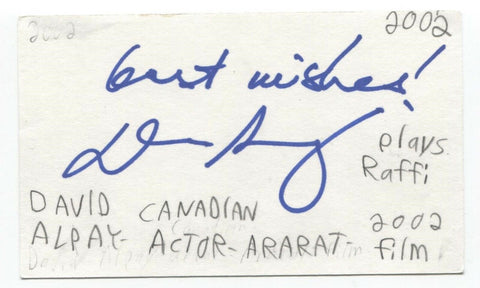 2002 2002
best wishes!
plays
Raffi
DAVID CANADIAN 2002
ALPAY- ACTOR-ARARAT- film